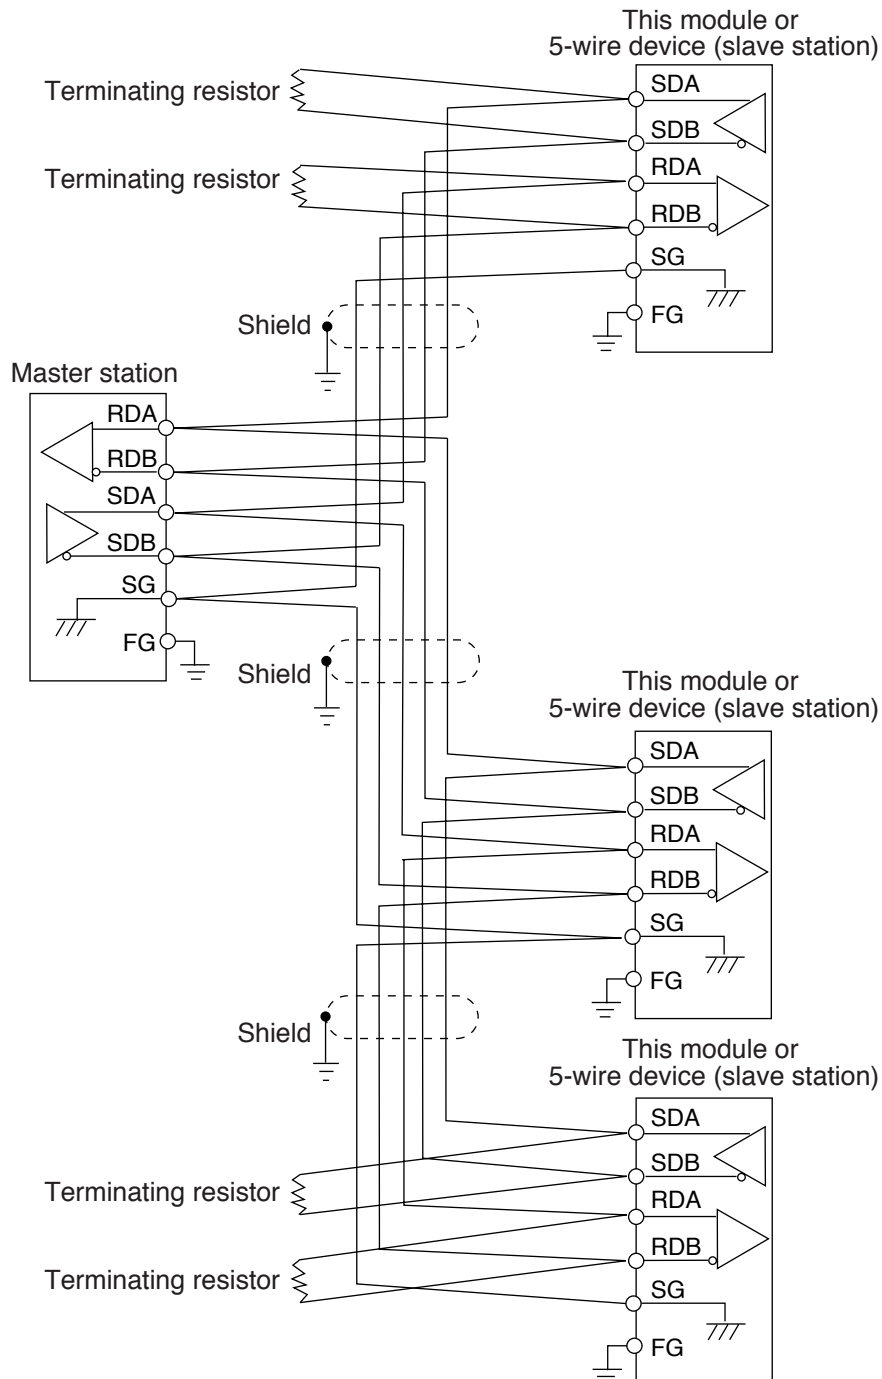 This module or
5-wire device (slave station)
Terminating resistor
SDA
SDB
Terminating resistor
RDA
RDB
SG
Shield
FG
Master station
RDA
RDB
SDA
SDB
SG
FG
Shield
This module or
5-wire device (slave station)
SDA
SDB
RDA
RDB
SG
FG
Shield
This module or
5-wire device (slave station)
SDA
SDB
Terminating resistor
RDA
RDB
Terminating resistor
SG
FG